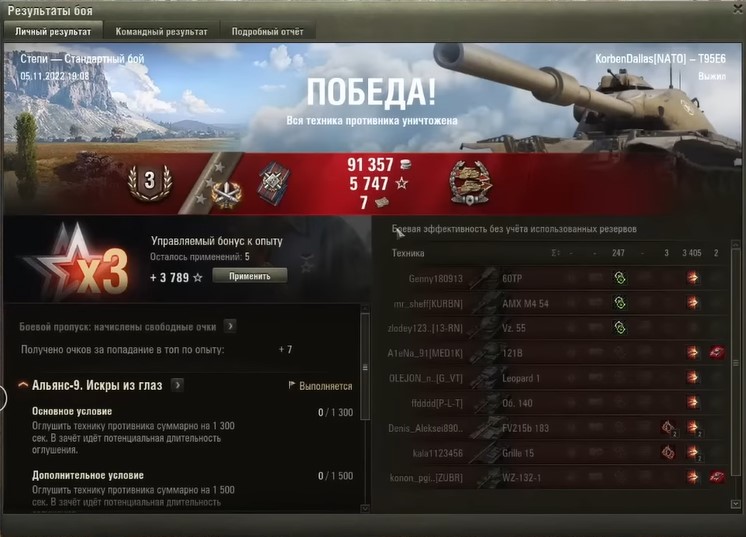 Результаты боя
Личный результат
Командный результат
Подробный отчёт
Степи — Стандартный бой
05.11.2022 19:08
KorbenDallas[NATO] – T95E6
Выжил
ПОБЕДА!
Вся техника противника уничтожена
3
91 357
5 747
7
x3
Управляемый бонус к опыту
Осталось применений: 5
+ 3 789
Применить
Боевой пропуск: начислены свободные очки
Получено очков за попадание в топ по опыту: + 7
Альянс-9. Искры из глаз
Выполняется
Основное условие 0 / 1 300
Оглушить технику противника суммарно на 1 300
сек. В зачёт идёт потенциальная длительность
оглушения.
Дополнительное условие 0 / 1 500
Оглушить технику противника суммарно на 1 500
сек. В зачёт идёт потенциальная длительность
Боевая эффективность без учёта использованных резервов
Техника - - 247 - 3 3 405 2
Genny180913 60TP
mr_shelf[KURBN] AMX M4 54
zlodey123..[13-RN] Vz. 55
A1eNa_91[MED1K] 121B
OLEJON_n..[G_VT] Leopard 1
ffdddd[P-L-T] Об. 140
Denis_Aleksei890.. FV215b 183 2 2
kala1123456 Grille 15 2 2
konon_pgi..[ZUBR] WZ-132-1